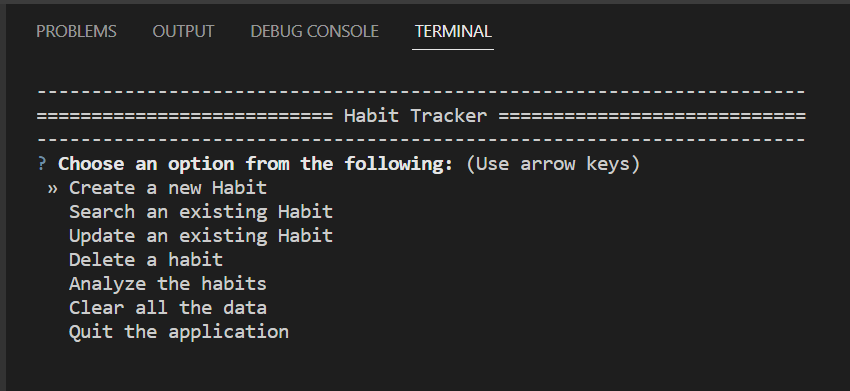 PROBLEMS OUTPUT DEBUG CONSOLE TERMINAL
----------------------------------------------------------------------
=========================== Habit Tracker ============================
----------------------------------------------------------------------
? Choose an option from the following: (Use arrow keys)
» Create a new Habit
Search an existing Habit
Update an existing Habit
Delete a habit
Analyze the habits
Clear all the data
Quit the application